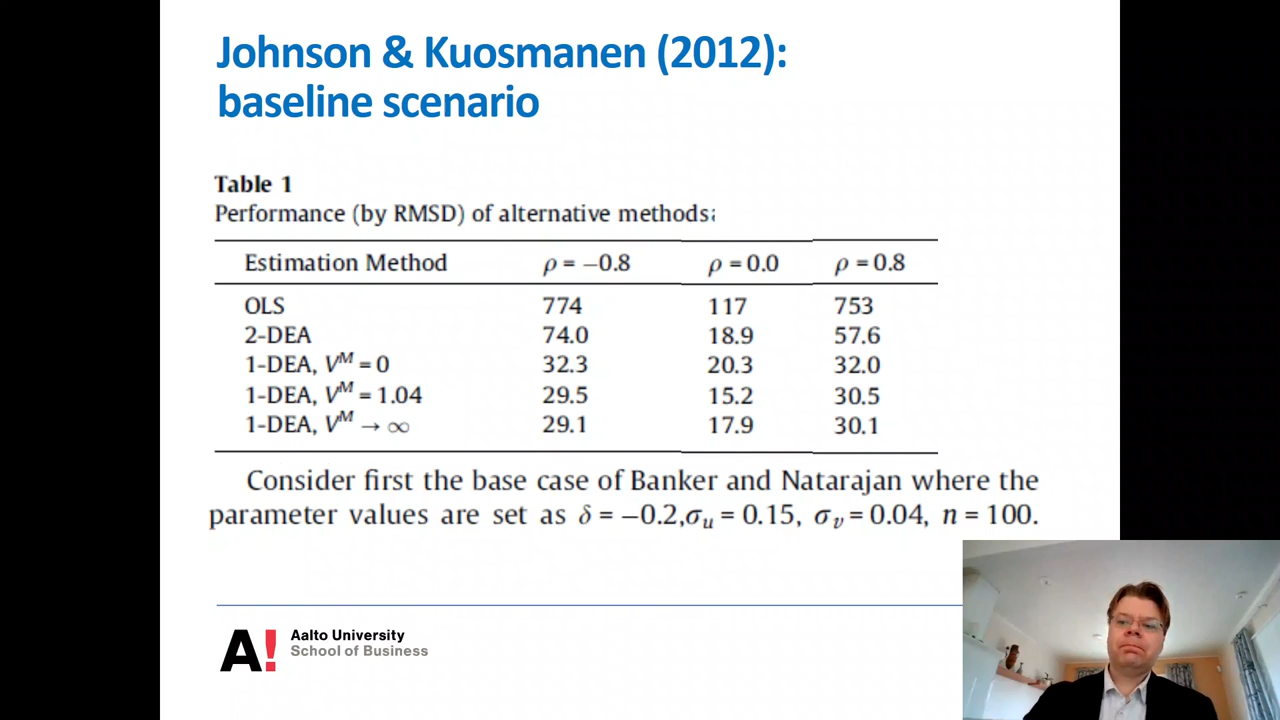 Johnson & Kuosmanen (2012):
baseline scenario
Table 1
Performance (by RMSD) of alternative methods:
Estimation Method ρ = −0.8 ρ = 0.0 ρ = 0.8
OLS 774 117 753
2-DEA 74.0 18.9 57.6
1-DEA, V^M = 0 32.3 20.3 32.0
1-DEA, V^M = 1.04 29.5 15.2 30.5
1-DEA, V^M → ∞ 29.1 17.9 30.1
Consider first the base case of Banker and Natarajan where the
parameter values are set as δ = −0.2,σ_u = 0.15, σ_v = 0.04, n = 100.
A!
Aalto University
School of Business